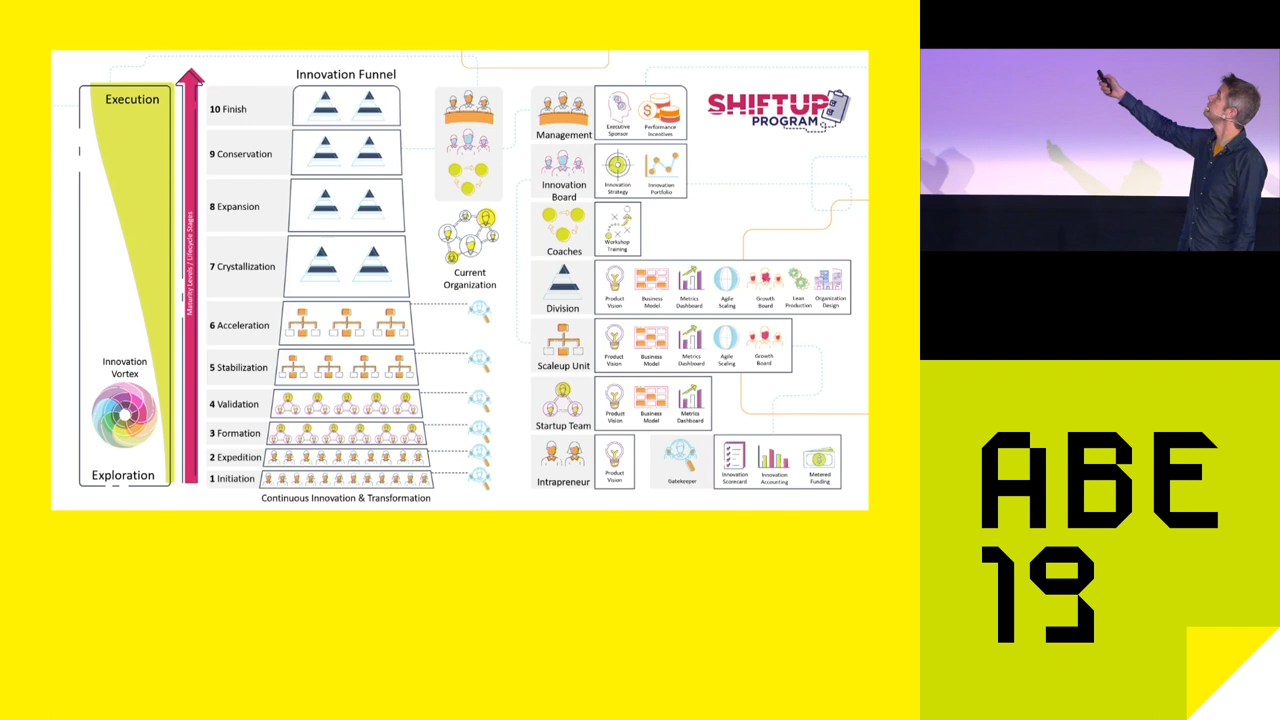 Execution
Innovation
Vortex
Exploration
Maturity Levels / Lifecycle Stages
Innovation Funnel
10 Finish
9 Conservation
8 Expansion
7 Crystallization
6 Acceleration
5 Stabilization
4 Validation
3 Formation
2 Expedition
1 Initiation
Continuous Innovation & Transformation
Current
Organization
SHIFTUP
PROGRAM
Management
Executive
Sponsor
Performance
Incentives
Innovation
Board
Innovation
Strategy
Innovation
Portfolio
Coaches
Workshop
Training
Division
Product
Vision
Business
Model
Metrics
Dashboard
Agile
Scaling
Growth
Board
Lean
Production
Organization
Design
Scaleup Unit
Product
Vision
Business
Model
Metrics
Dashboard
Agile
Scaling
Growth
Board
Startup Team
Product
Vision
Business
Model
Metrics
Dashboard
Intrapreneur
Product
Vision
Gatekeeper
Innovation
Scorecard
Innovation
Accounting
Metered
Funding
ABE
19